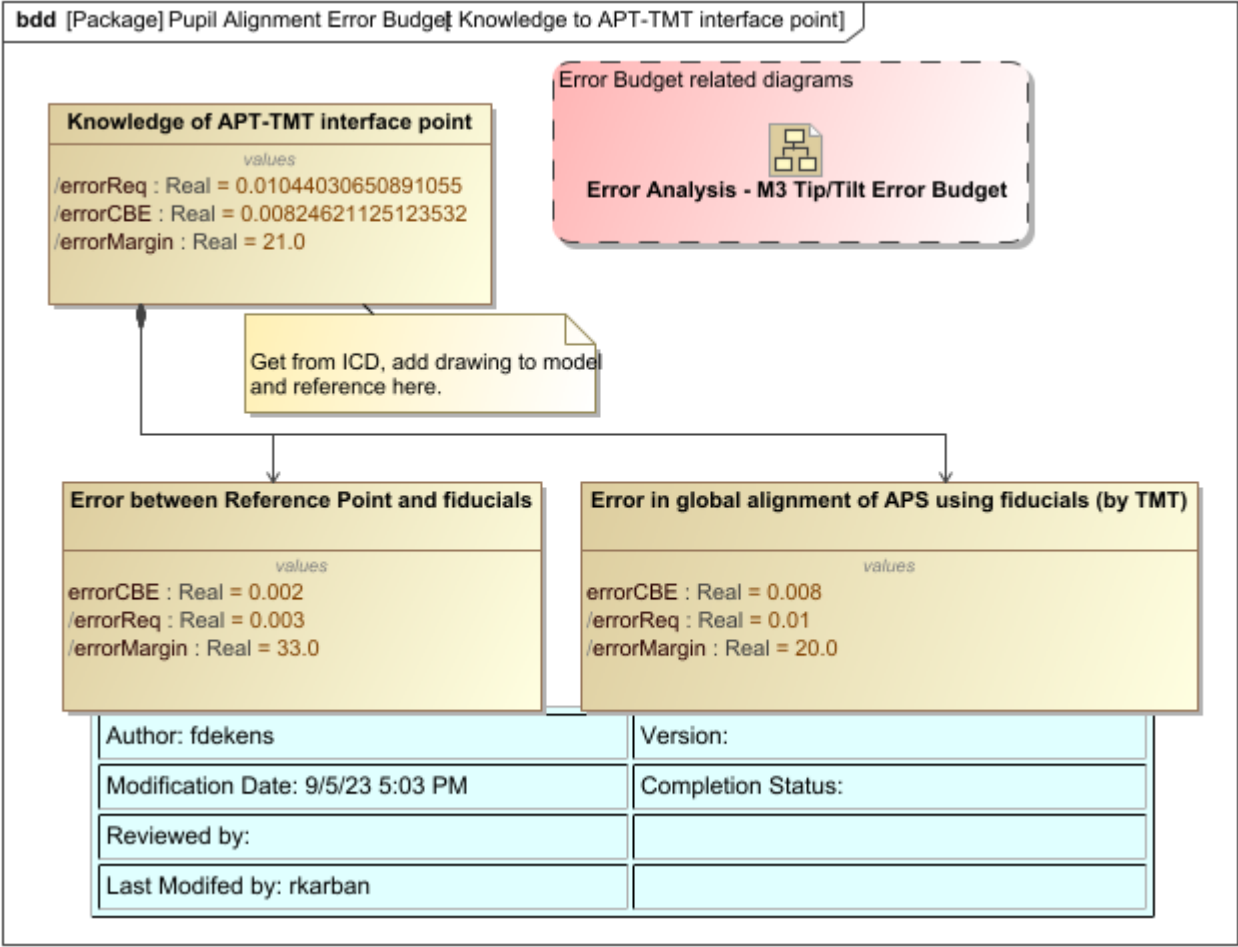 bdd [Package] Pupil Alignment Error Budget[ Knowledge to APT-TMT interface point]
Error Budget related diagrams
Error Analysis - M3 Tip/Tilt Error Budget
Knowledge of APT-TMT interface point
values
/errorReq : Real = 0.01044030650891055
/errorCBE : Real = 0.00824621125123532
/errorMargin : Real = 21.0
Get from ICD, add drawing to model
and reference here.
Error between Reference Point and fiducials
values
errorCBE : Real = 0.002
/errorReq : Real = 0.003
/errorMargin : Real = 33.0
Error in global alignment of APS using fiducials (by TMT)
values
errorCBE : Real = 0.008
/errorReq : Real = 0.01
/errorMargin : Real = 20.0
Author: fdekens
Version:
Modification Date: 9/5/23 5:03 PM
Completion Status:
Reviewed by:
Last Modifed by: rkarban